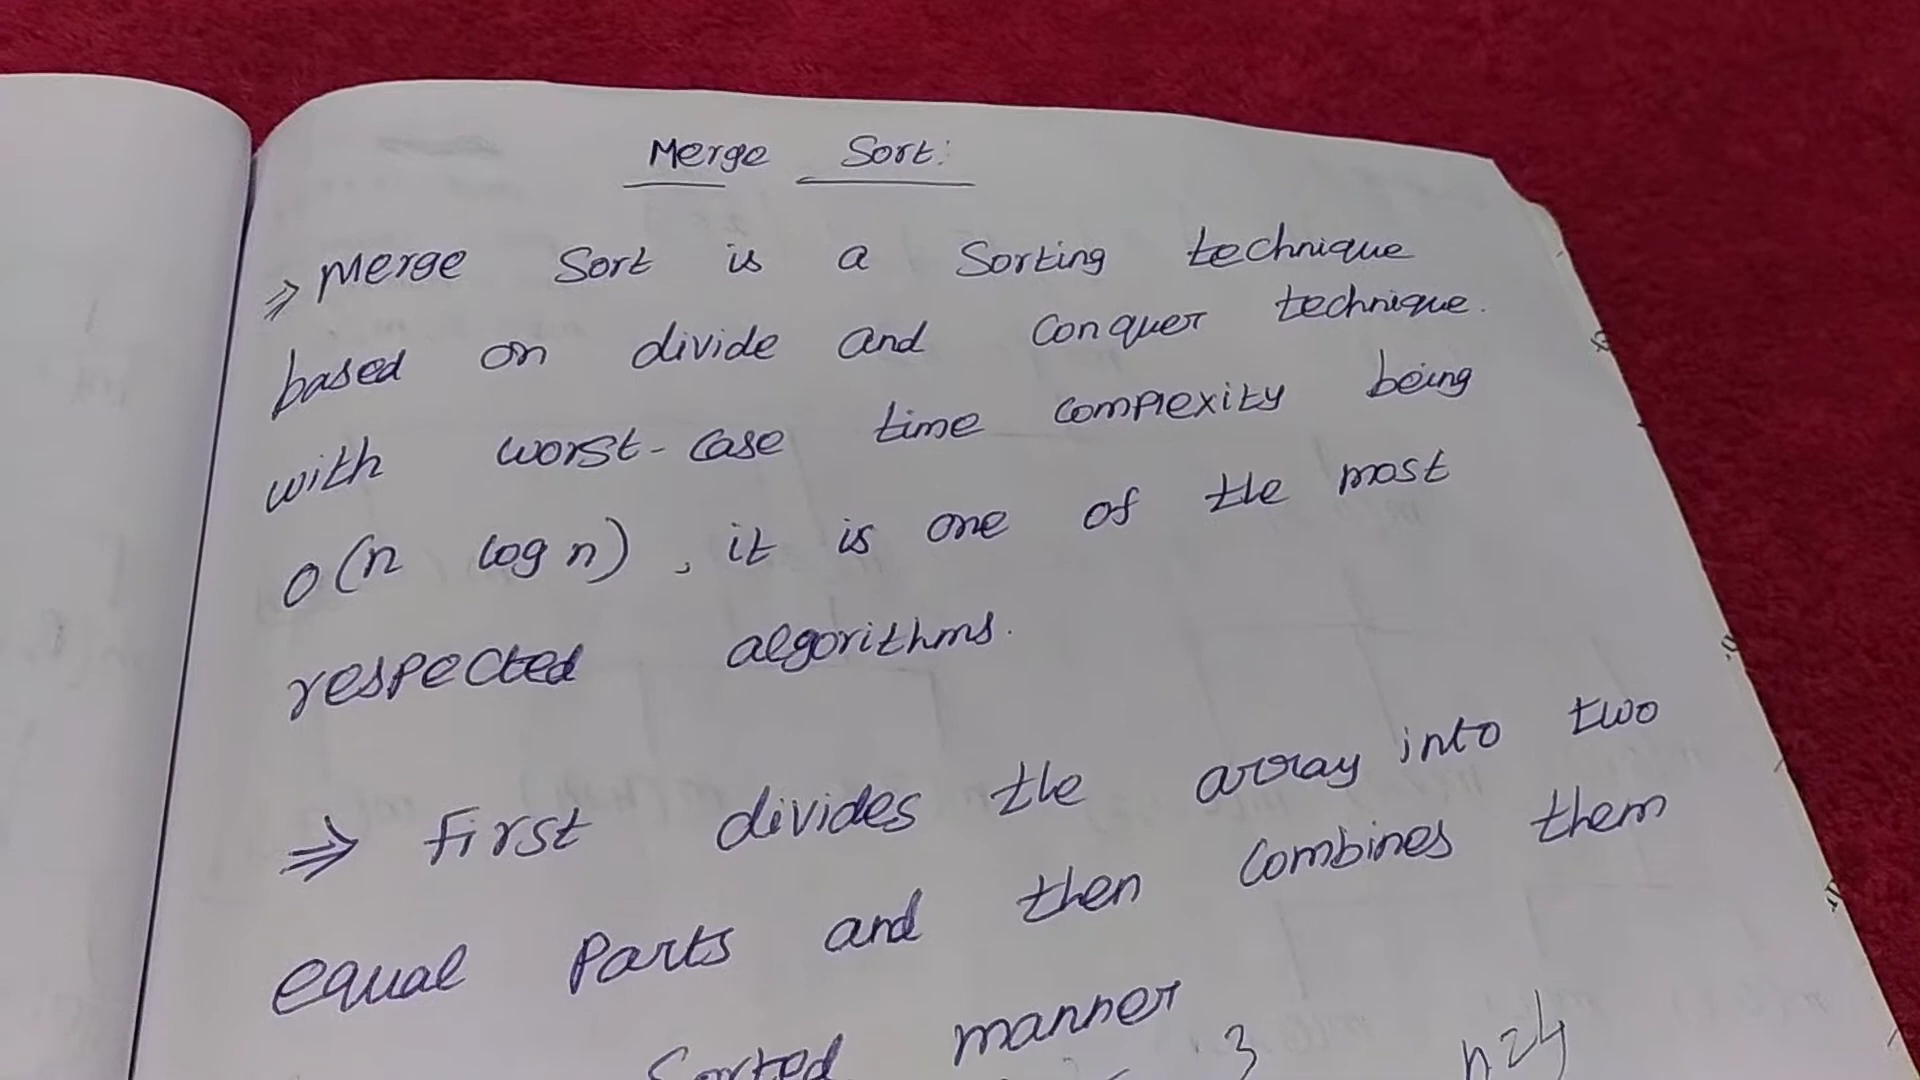 Merge Sort:
⇒ Merge Sort is a Sorting technique
based on divide and Conquer technique.
with worst-Case time complexity being
O(n log n), it is one of the most
respected algorithms.
⇒ First divides the array into two
equal Parts and then Combines them
Sorted manner
3 n=4